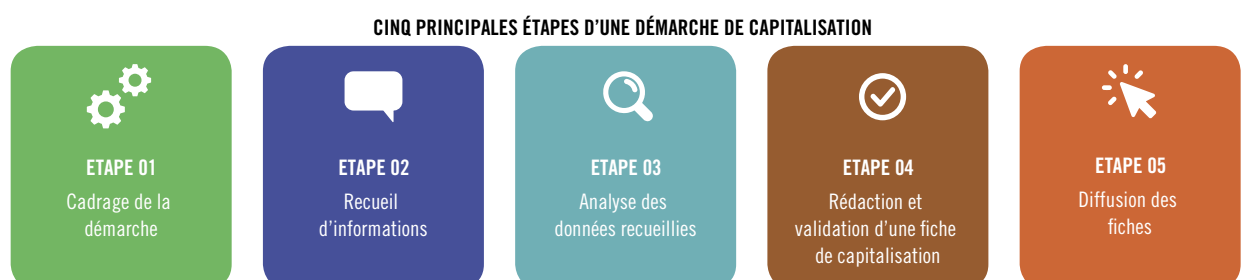 CINQ PRINCIPALES ÉTAPES D'UNE DÉMARCHE DE CAPITALISATION
ETAPE 01
Cadrage de la
démarche
ETAPE 02
Recueil
d'informations
ETAPE 03
Analyse des
données recueillies
ETAPE 04
Rédaction et
validation d'une fiche
de capitalisation
ETAPE 05
Diffusion des
fiches